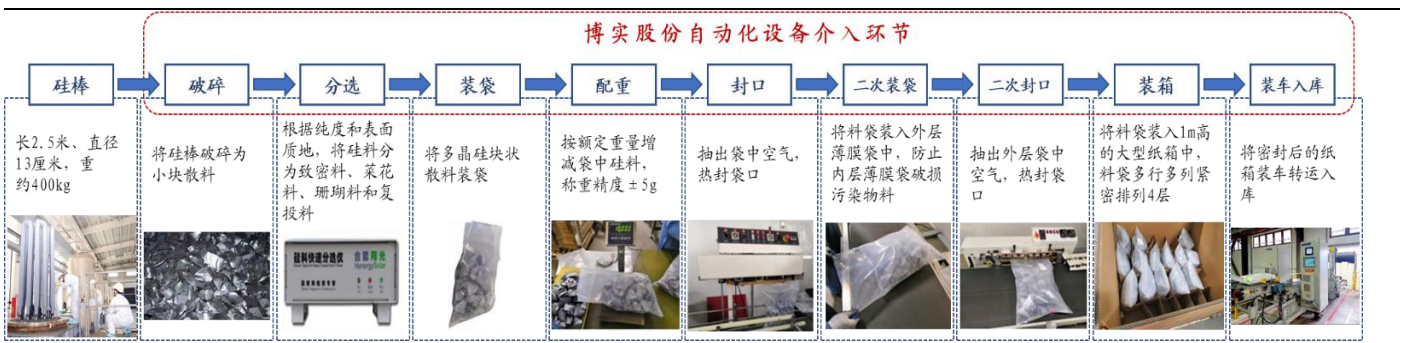 博实股份自动化设备介入环节
硅棒
破碎
分选
装袋
配重
封口
二次装袋
二次封口
装箱
装车入库
长2.5米、直径
13厘米，重
约400kg
将硅棒破碎为
小块散料
根据纯度和表面
质地，将硅料分
为致密料、菜花
料、珊瑚料和复
投料
硅料快速分选仪
合能阳光
HenergySolar
将多晶硅块状
散料装袋
按额定重量增
减袋中硅料，
称重精度±5g
抽出袋中空气，
热封袋口
将料袋装入外层
薄膜袋中，防止
内层薄膜袋破损
污染物料
抽出外层袋中
空气，热封袋
口
将料袋装入1m高
的大型纸箱中，
料袋多行多列紧
密排列4层
将密封后的纸
箱装车转运入
库